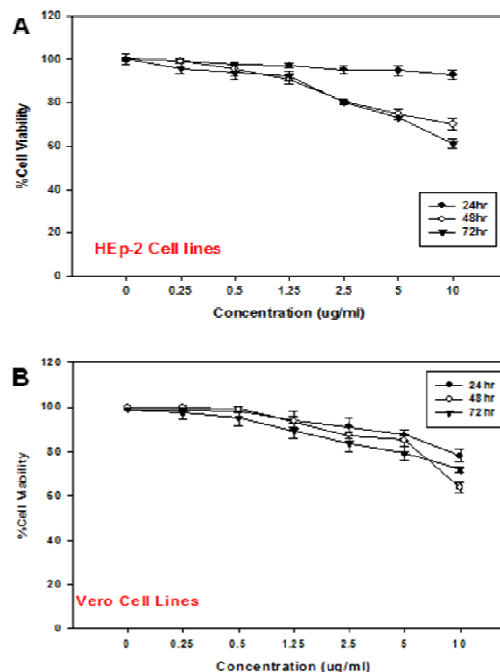 A
120
100
80
60
40
20
0
%Cell Viability
24hr
48hr
72hr
HEp-2 Cell lines
0 0.25 0.5 1.25 2.5 5 10
Concentration (ug/ml)
B
120
100
80
60
40
20
0
%Cell Viability
24 hr
48 hr
72 hr
Vero Cell Lines
0 0.25 0.5 1.25 2.5 5 10
Concentration (ug/ml)